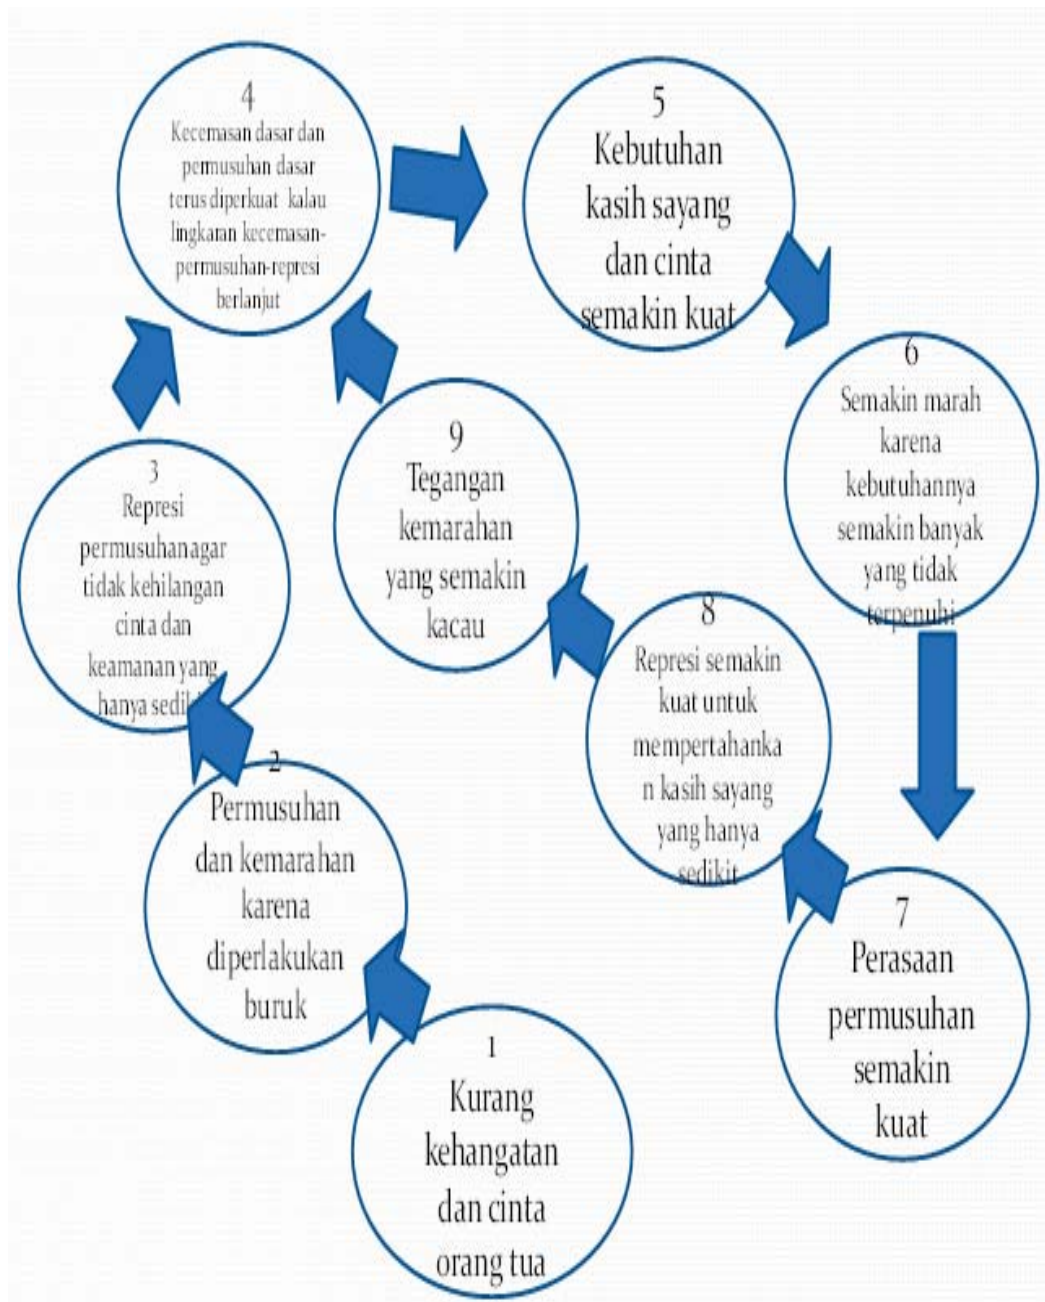 4
Kecemasan dasar dan
permusuhan dasar
terus diperkuat kalau
lingkaran kecemasan-
permusuhan-represi
berlanjut
5
Kebutuhan
kasih sayang
dan cinta
semakin kuat
6
Semakin marah
karena
kebutuhannya
semakin banyak
yang tidak
terpenuhi
9
Tegangan
kemarahan
yang semakin
kacau
3
Represi
permusuhan agar
tidak kehilangan
cinta dan
keamanan yang
hanya
8
Represi semakin
kuat untuk
mempertahanka
n kasih sayang
yang hanya
sedikit
2
Permusuhan
dan kemarahan
karena
diperlakukan
buruk
7
Perasaan
permusuhan
semakin
kuat
1
Kurang
kehangatan
dan cinta
orang tua